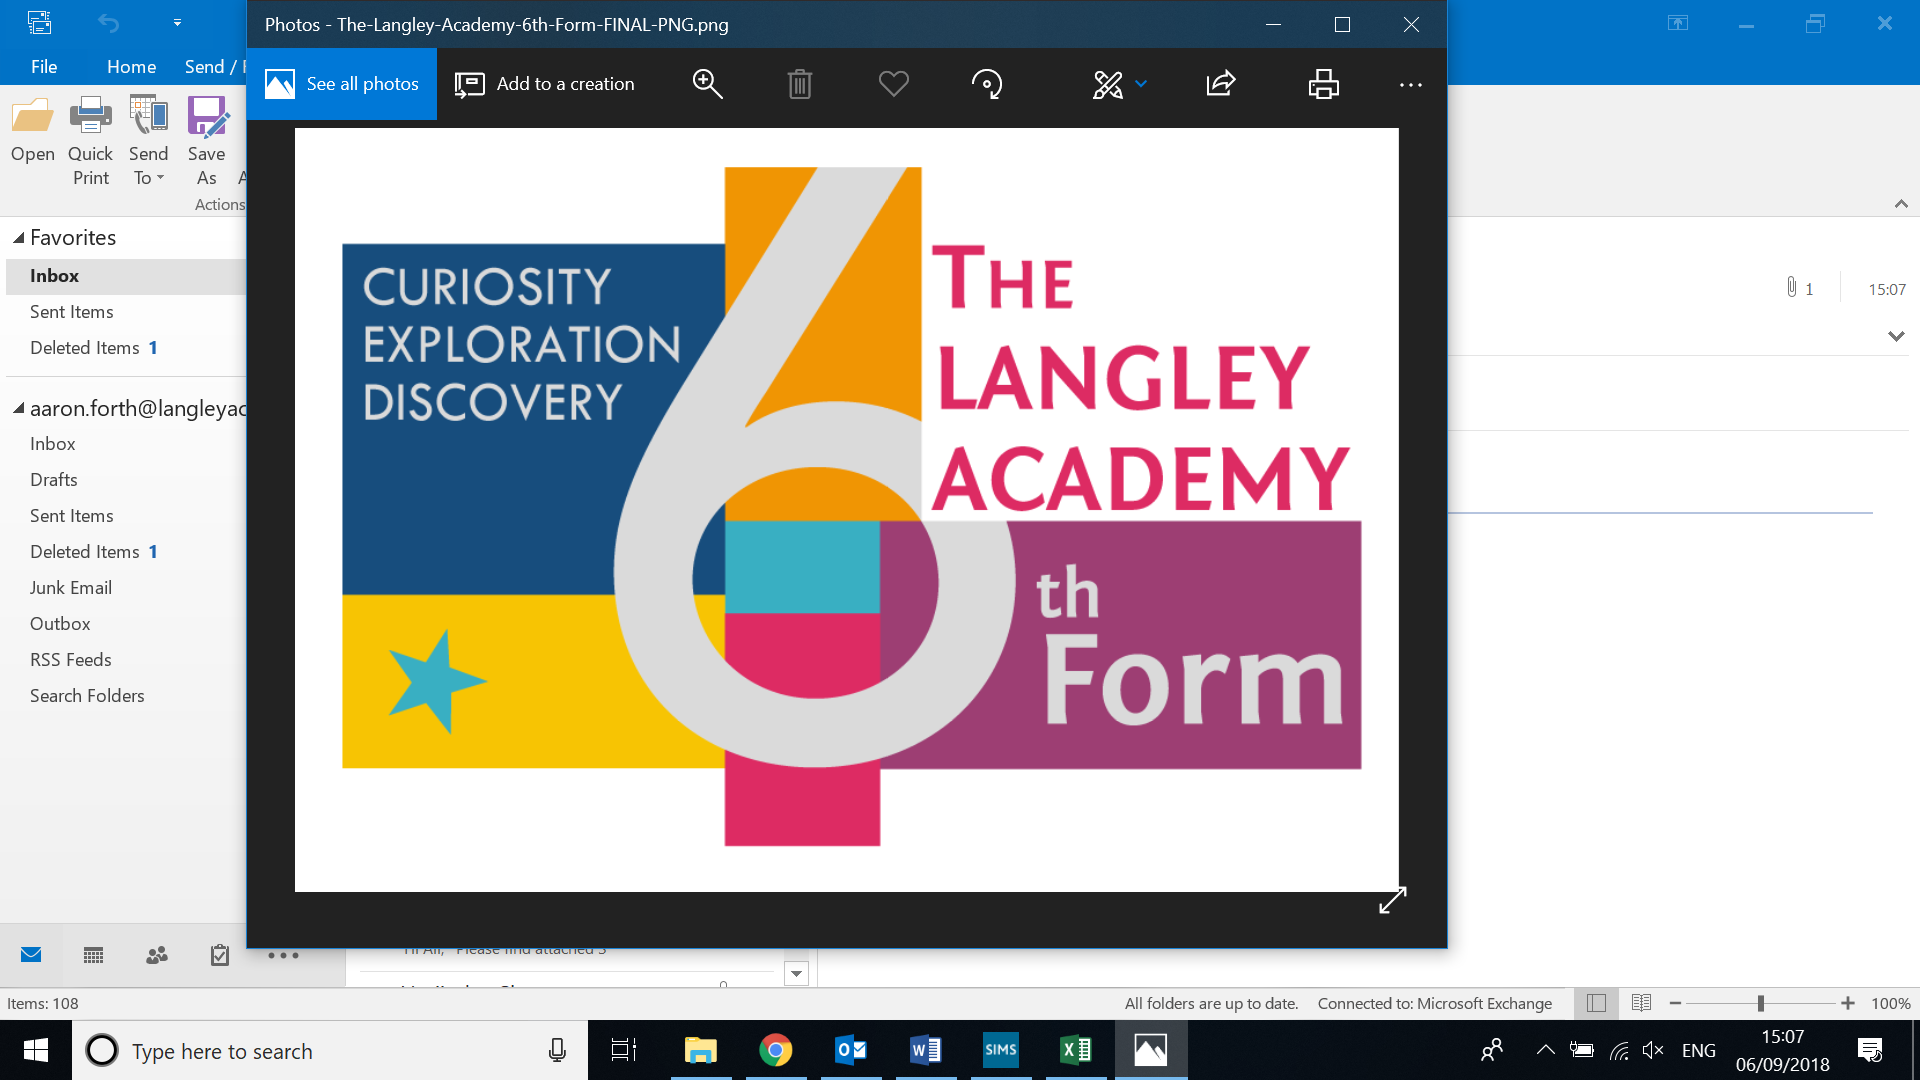 Photos - The-Langley-Academy-6th-Form-FINAL-PNG.png
File Home Send /
See all photos
Add to a creation
Open
Quick Print
Send To
Save As
Actions
Favorites
Inbox
Sent Items
Deleted Items 1
aaron.forth@langleyac
Inbox
Drafts
Sent Items
Deleted Items 1
Junk Email
Outbox
RSS Feeds
Search Folders
CURIOSITY
EXPLORATION
DISCOVERY
6
THE
LANGLEY
ACADEMY
th
Form
1 15:07
Items: 108
All folders are up to date. Connected to: Microsoft Exchange
100%
Type here to search
SIMS
ENG
15:07
06/09/2018